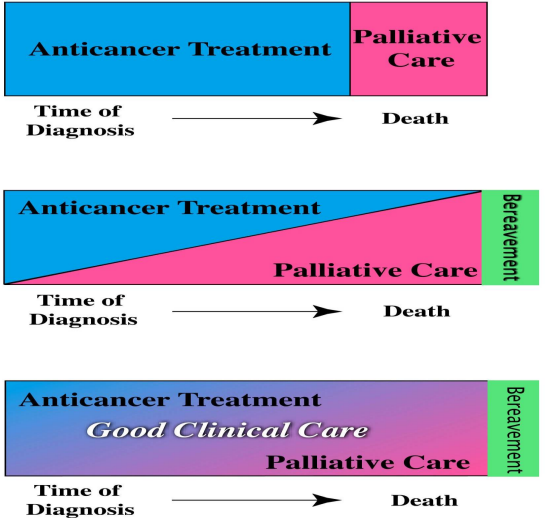 Anticancer Treatment
Palliative
Care
Time of
Diagnosis
Death
Anticancer Treatment
Palliative Care
Bereavement
Time of
Diagnosis
Death
Anticancer Treatment
Good Clinical Care
Palliative Care
Bereavement
Time of
Diagnosis
Death